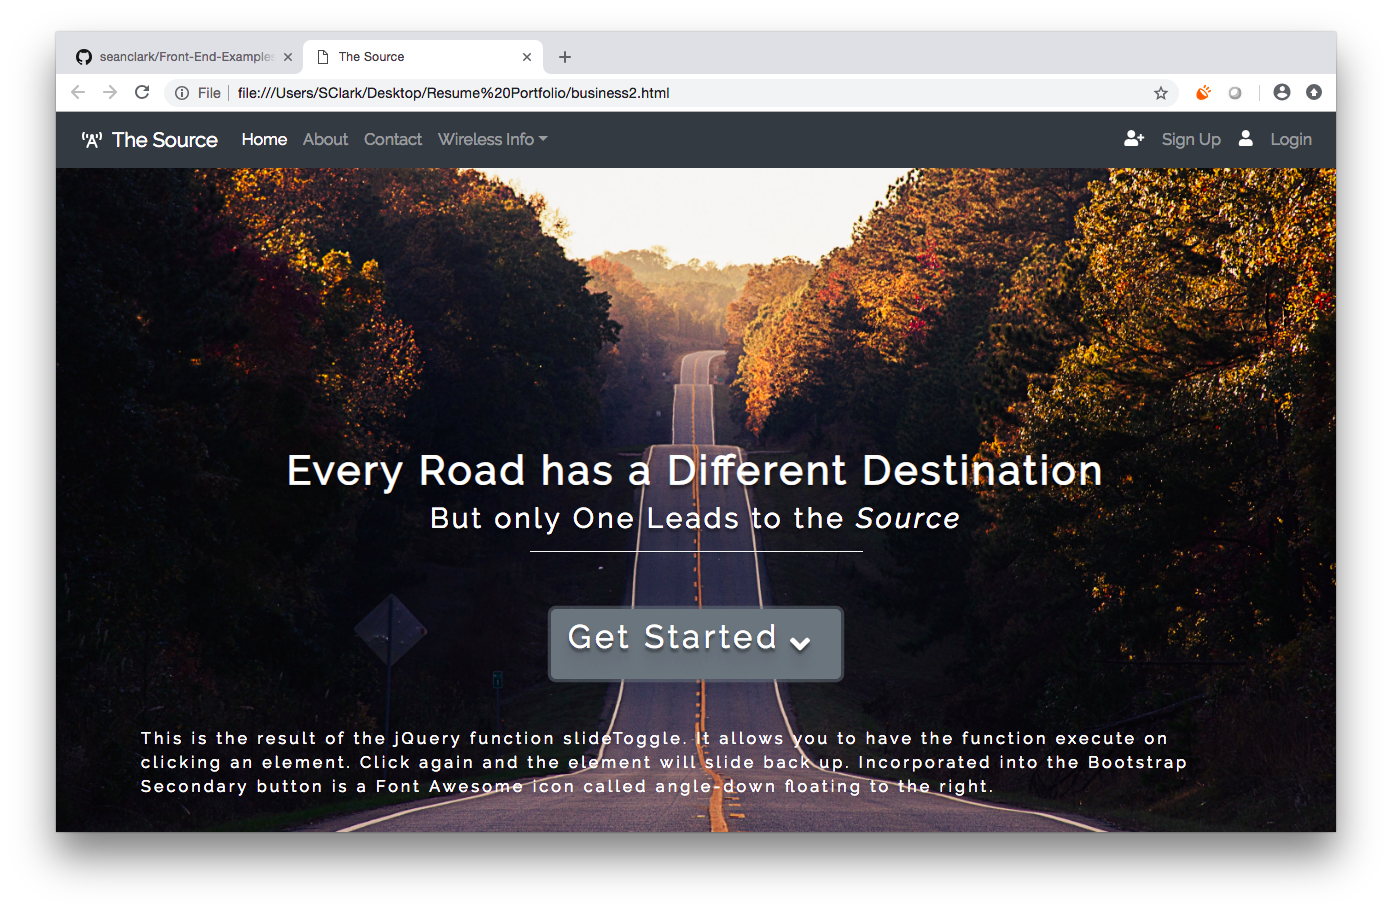 seanclark/Front-End-Examples
The Source
File
file:///Users/SClark/Desktop/Resume%20Portfolio/business2.html
The Source
Home
About
Contact
Wireless Info
Sign Up
Login
Every Road has a Different Destination
But only One Leads to the Source
Get Started
This is the result of the jQuery function slideToggle. It allows you to have the function execute on
clicking an element. Click again and the element will slide back up. Incorporated into the Bootstrap
Secondary button is a Font Awesome icon called angle-down floating to the right.